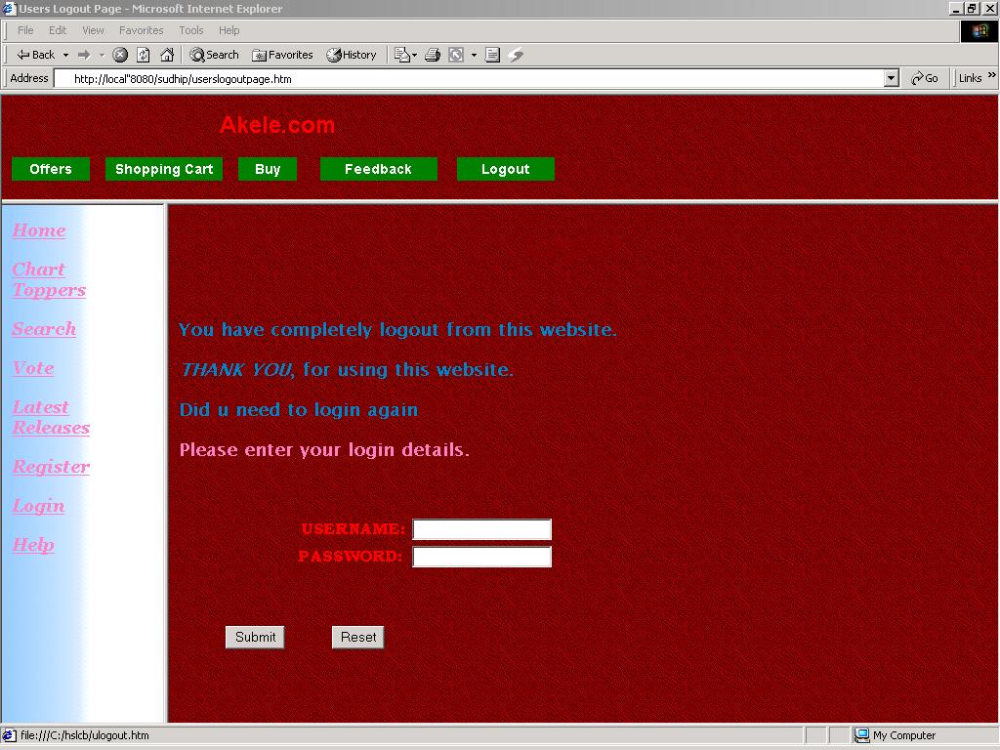 Users Logout Page - Microsoft Internet Explorer
File Edit View Favorites Tools Help
Back Search Favorites History
Address http://local"8080/sudhip/userslogoutpage.htm Go Links »
Akele.com
Offers Shopping Cart Buy Feedback Logout
Home
Chart
Toppers
Search
Vote
Latest
Releases
Register
Login
Help
You have completely logout from this website.
THANK YOU, for using this website.
Did u need to login again
Please enter your login details.
USERNAME:
PASSWORD:
Submit Reset
file:///C:/hslcb/ulogout.htm My Computer